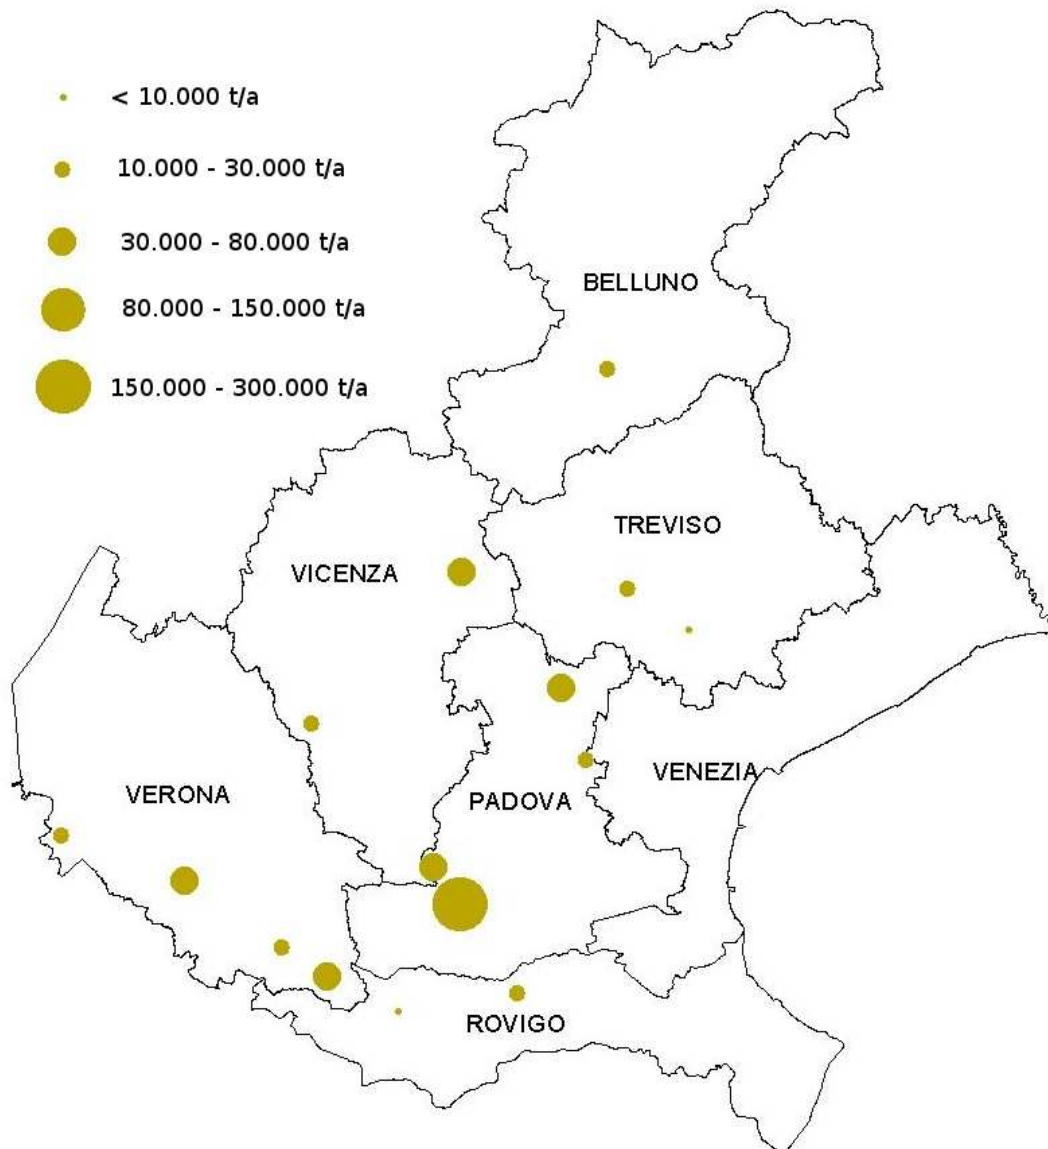 < 10.000 t/a
10.000 - 30.000 t/a
30.000 - 80.000 t/a
80.000 - 150.000 t/a
150.000 - 300.000 t/a
BELLUNO
TREVISO
VICENZA
VENEZIA
VERONA
PADOVA
ROVIGO